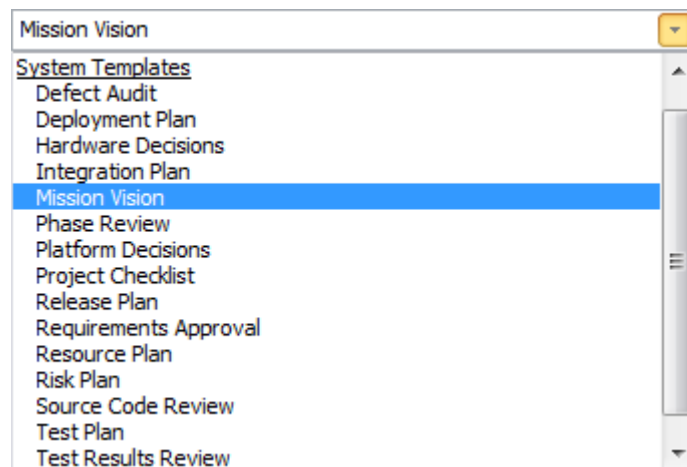 Mission Vision
System Templates
Defect Audit
Deployment Plan
Hardware Decisions
Integration Plan
Mission Vision
Phase Review
Platform Decisions
Project Checklist
Release Plan
Requirements Approval
Resource Plan
Risk Plan
Source Code Review
Test Plan
Test Results Review